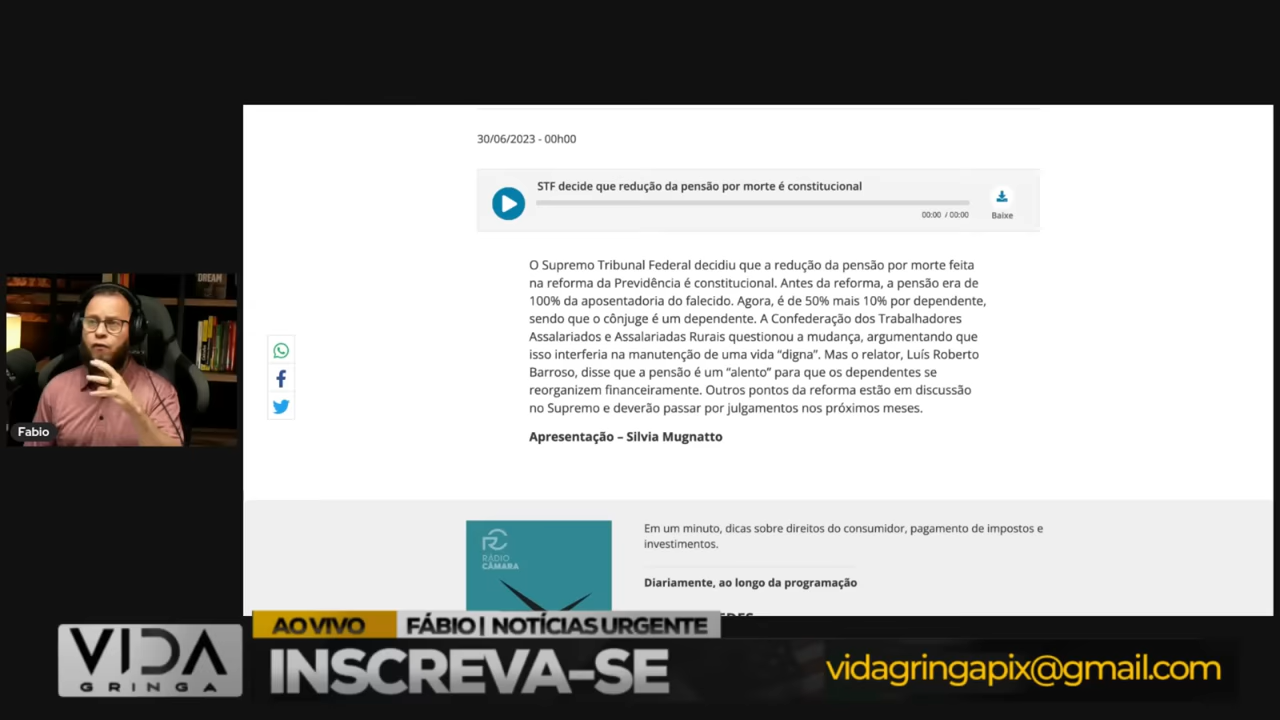 30/06/2023 - 00h00
STF decide que redução da pensão por morte é constitucional
00:00 / 00:00
Baixe
O Supremo Tribunal Federal decidiu que a redução da pensão por morte feita
na reforma da Previdência é constitucional. Antes da reforma, a pensão era de
100% da aposentadoria do falecido. Agora, é de 50% mais 10% por dependente,
sendo que o cônjuge é um dependente. A Confederação dos Trabalhadores
Assalariados e Assalariadas Rurais questionou a mudança, argumentando que
isso interferia na manutenção de uma vida “digna”. Mas o relator, Luís Roberto
Barroso, disse que a pensão é um “alento” para que os dependentes se
reorganizem financeiramente. Outros pontos da reforma estão em discussão
no Supremo e deverão passar por julgamentos nos próximos meses.
Apresentação – Silvia Mugnatto
DREAM
Fabio
RÁDIO
CÂMARA
Em um minuto, dicas sobre direitos do consumidor, pagamento de impostos e
investimentos.
Diariamente, ao longo da programação
AO VIVO
FÁBIO | NOTÍCIAS URGENTE
VIDA
GRINGA
INSCREVA-SE
vidagringapix@gmail.com